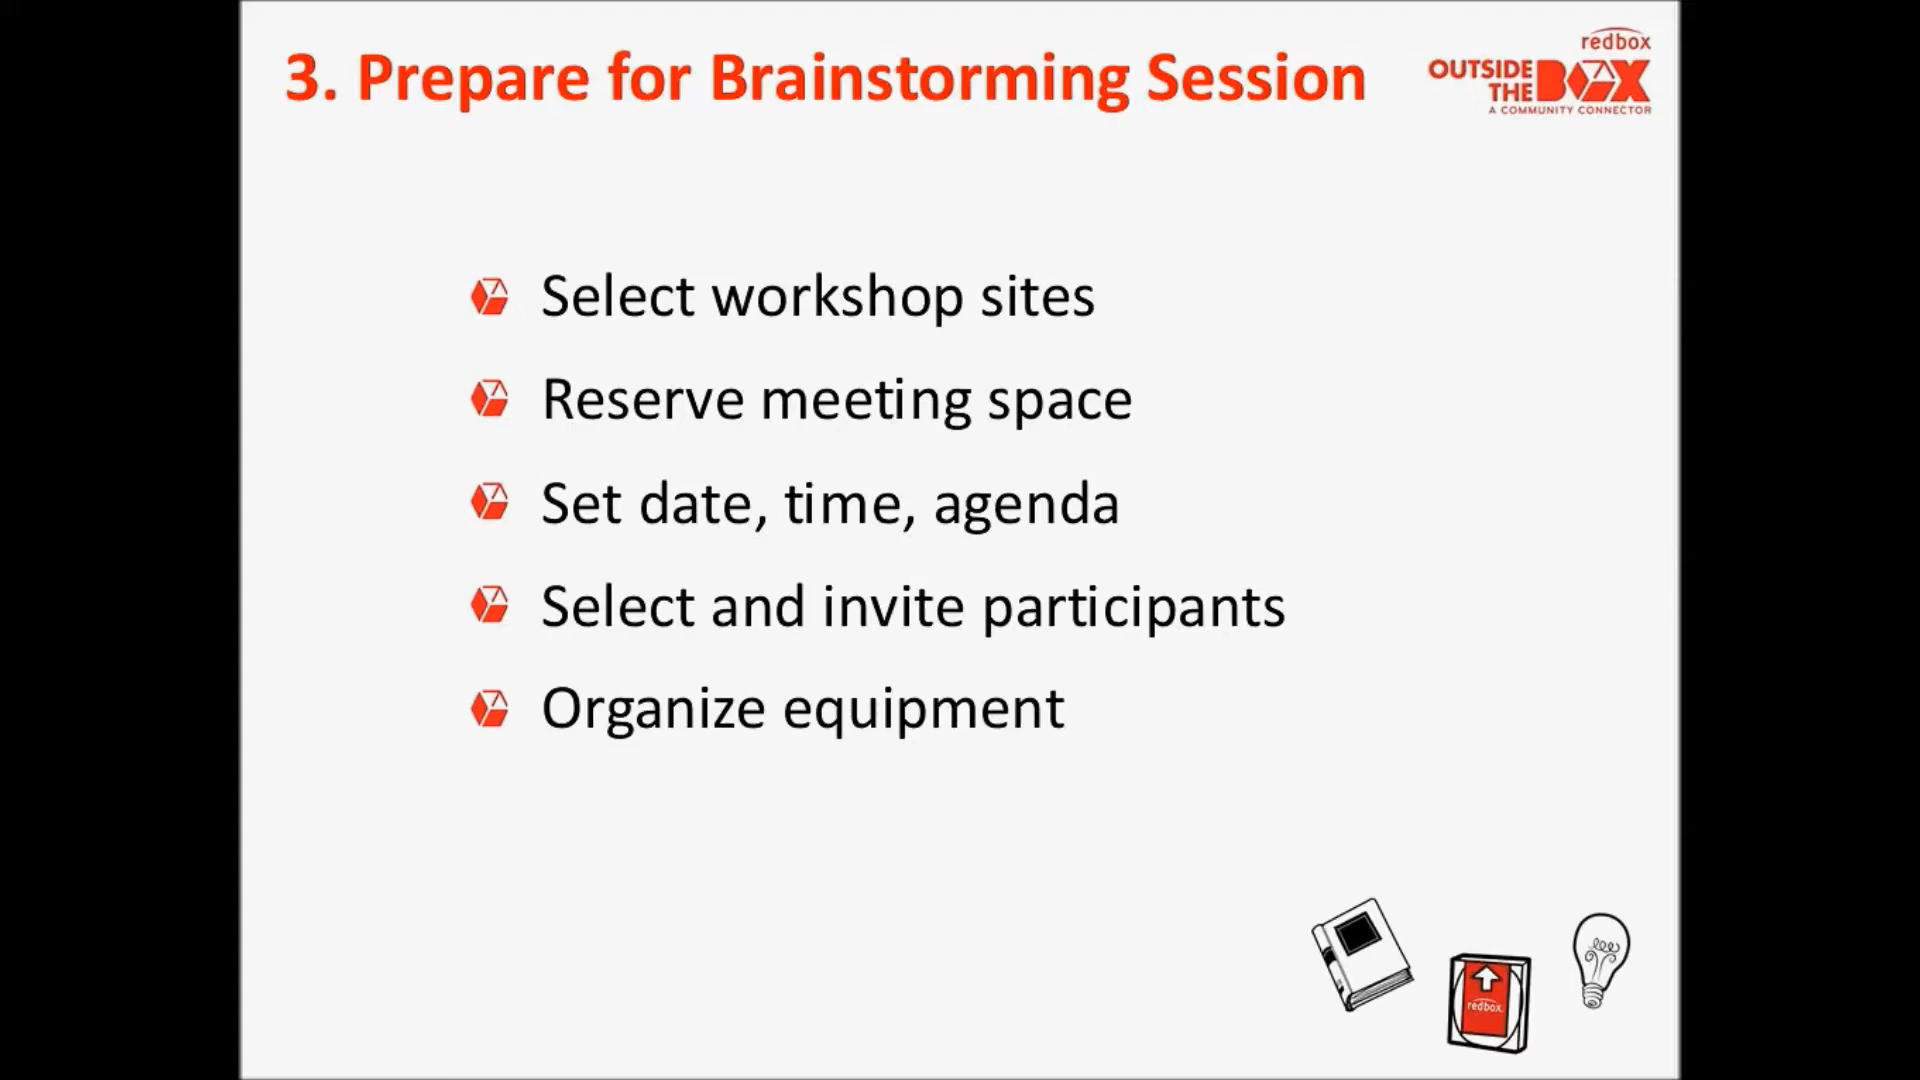 3. Prepare for Brainstorming Session
redbox
OUTSIDE
THE BOX
A COMMUNITY CONNECTOR
Select workshop sites
Reserve meeting space
Set date, time, agenda
Select and invite participants
Organize equipment
redbox.